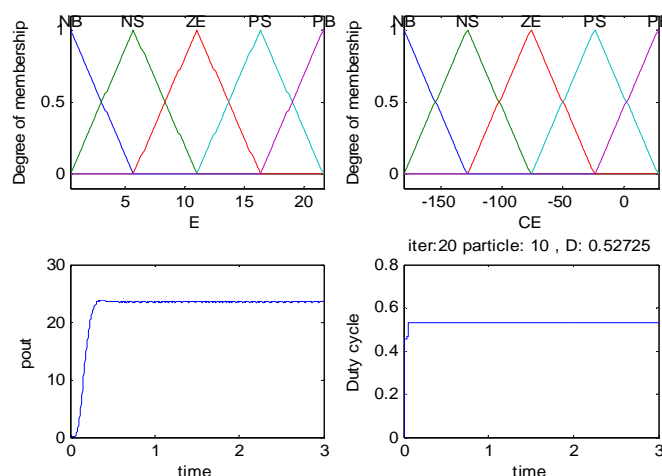 NB NS ZE PS PB
Degree of membership
1
0.5
0
5 10 15 20
E
NB NS ZE PS PB
Degree of membership
1
0.5
0
-150 -100 -50 0
CE
pout
30
20
10
0
0 1 2 3
time
iter:20 particle: 10 , D: 0.52725
Duty cycle
0.8
0.6
0.4
0.2
0
0 1 2 3
time